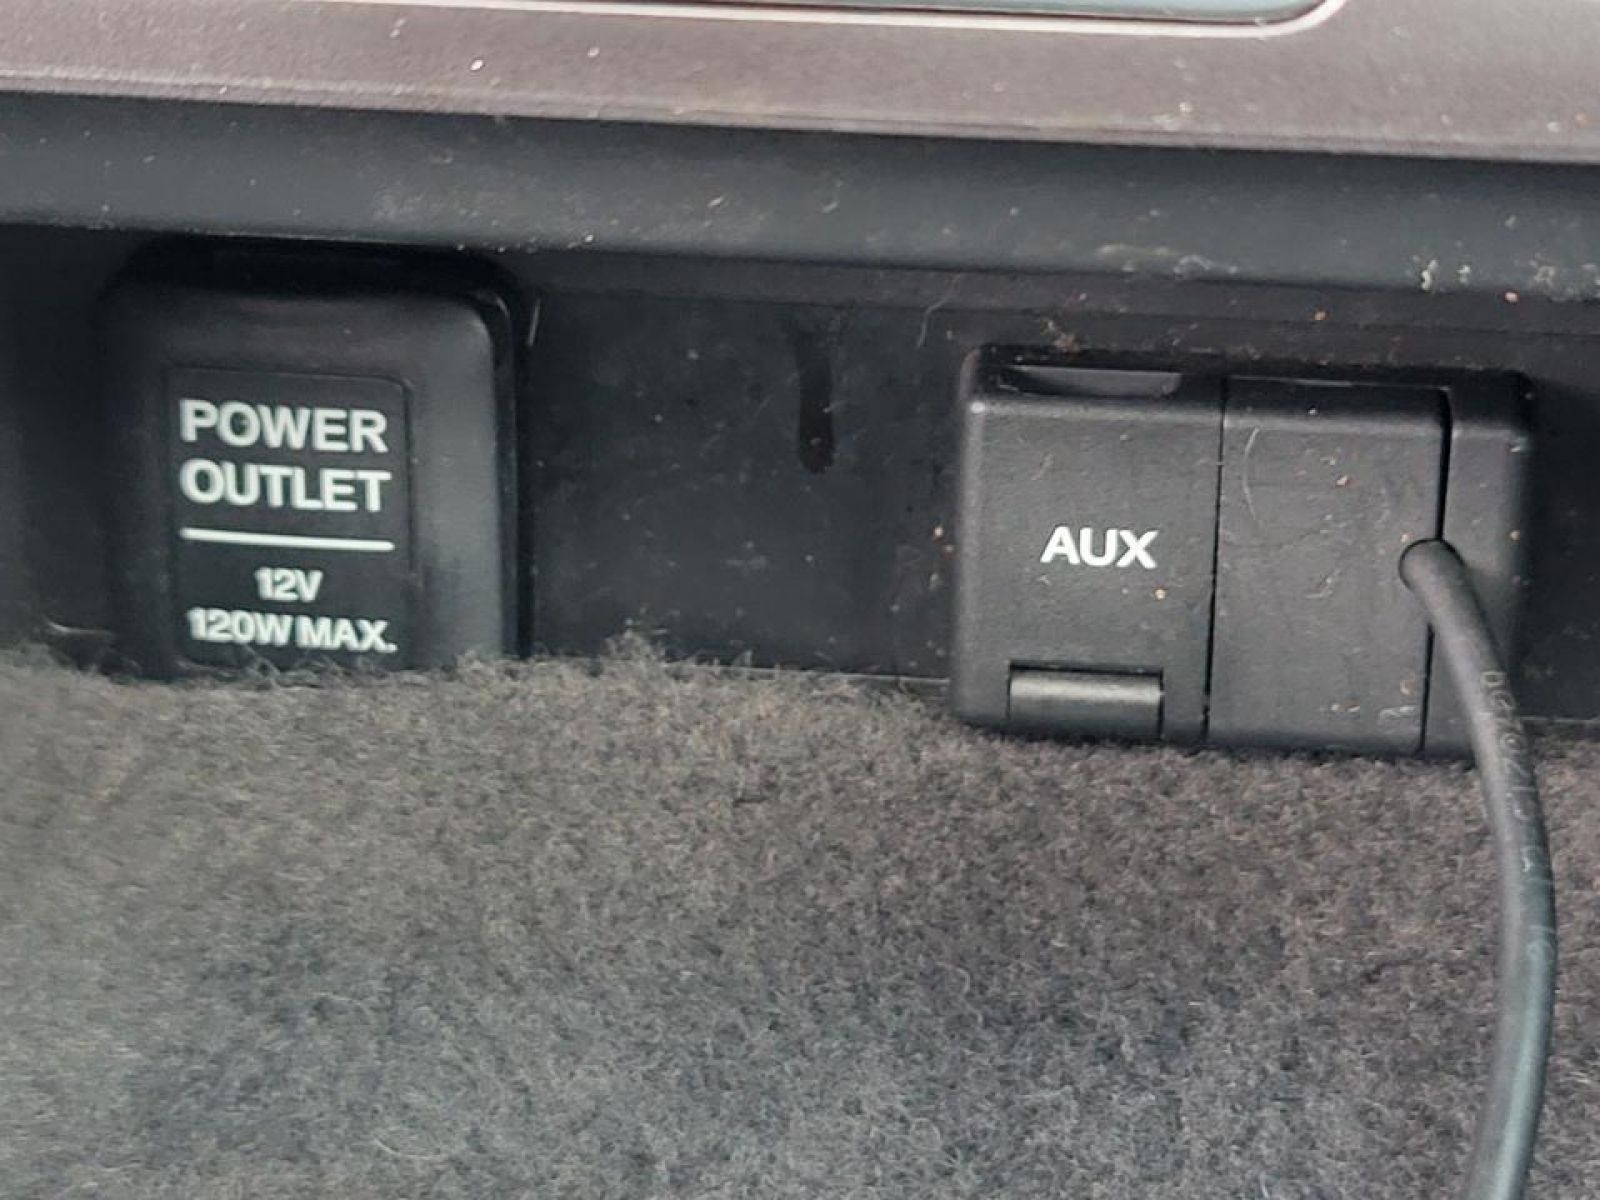 POWER
OUTLET
12V
120W MAX.
AUX